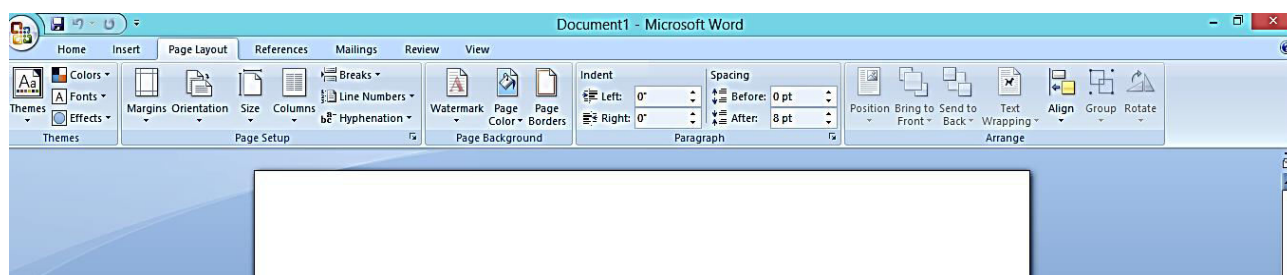 Document1 - Microsoft Word
Home Insert Page Layout References Mailings Review View
Aa Colors Breaks Indent Spacing
A Fonts Line Numbers Left: 0" Before: 0 pt
Themes Effects Margins Orientation Size Columns Hyphenation Watermark Page Color Page Borders Right: 0" After: 8 pt Position Bring to Front Send to Back Text Wrapping Align Group Rotate
Themes Page Setup Page Background Paragraph Arrange